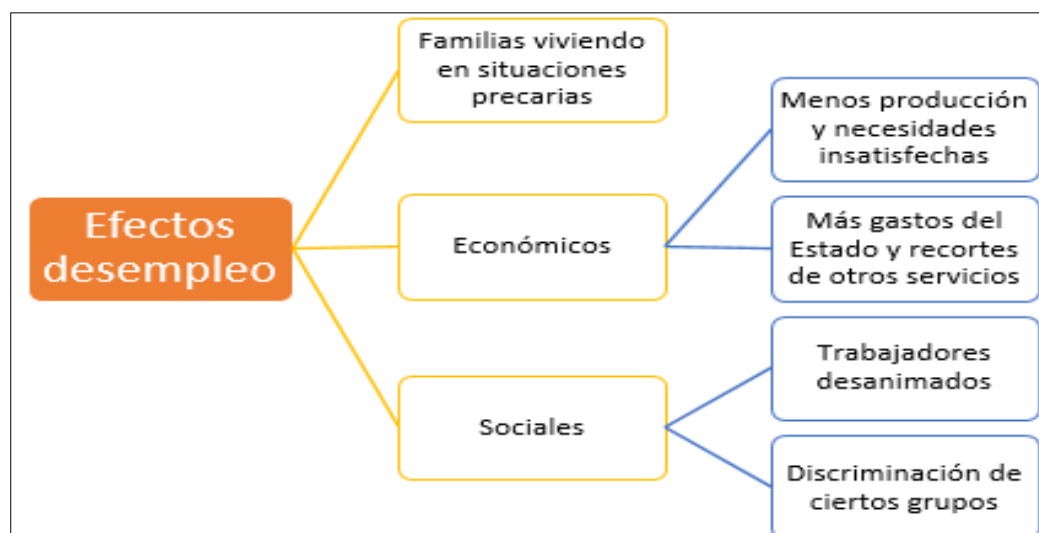 Efectos
desempleo
Familias viviendo
en situaciones
precarias
Económicos
Menos producción
y necesidades
insatisfechas
Más gastos del
Estado y recortes
de otros servicios
Sociales
Trabajadores
desanimados
Discriminación de
ciertos grupos